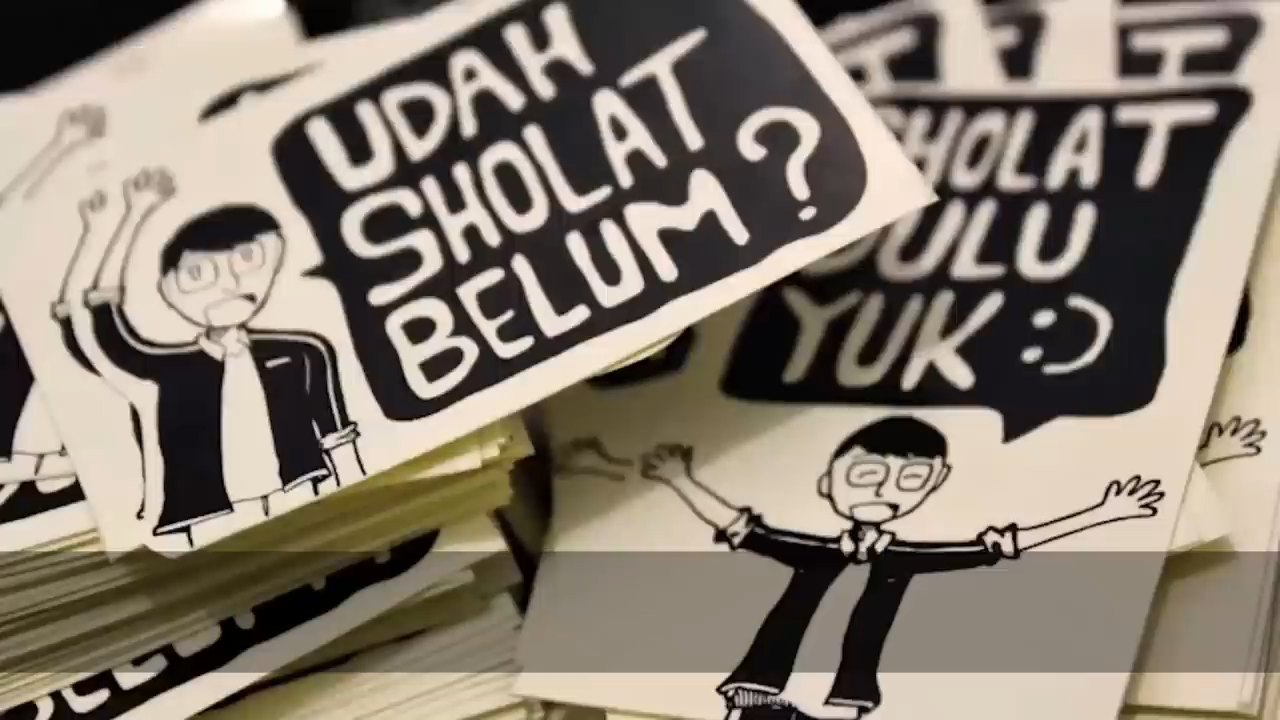 UDAH
SHOLAT
BELUM ?
SHOLAT
DULU
YUK :)